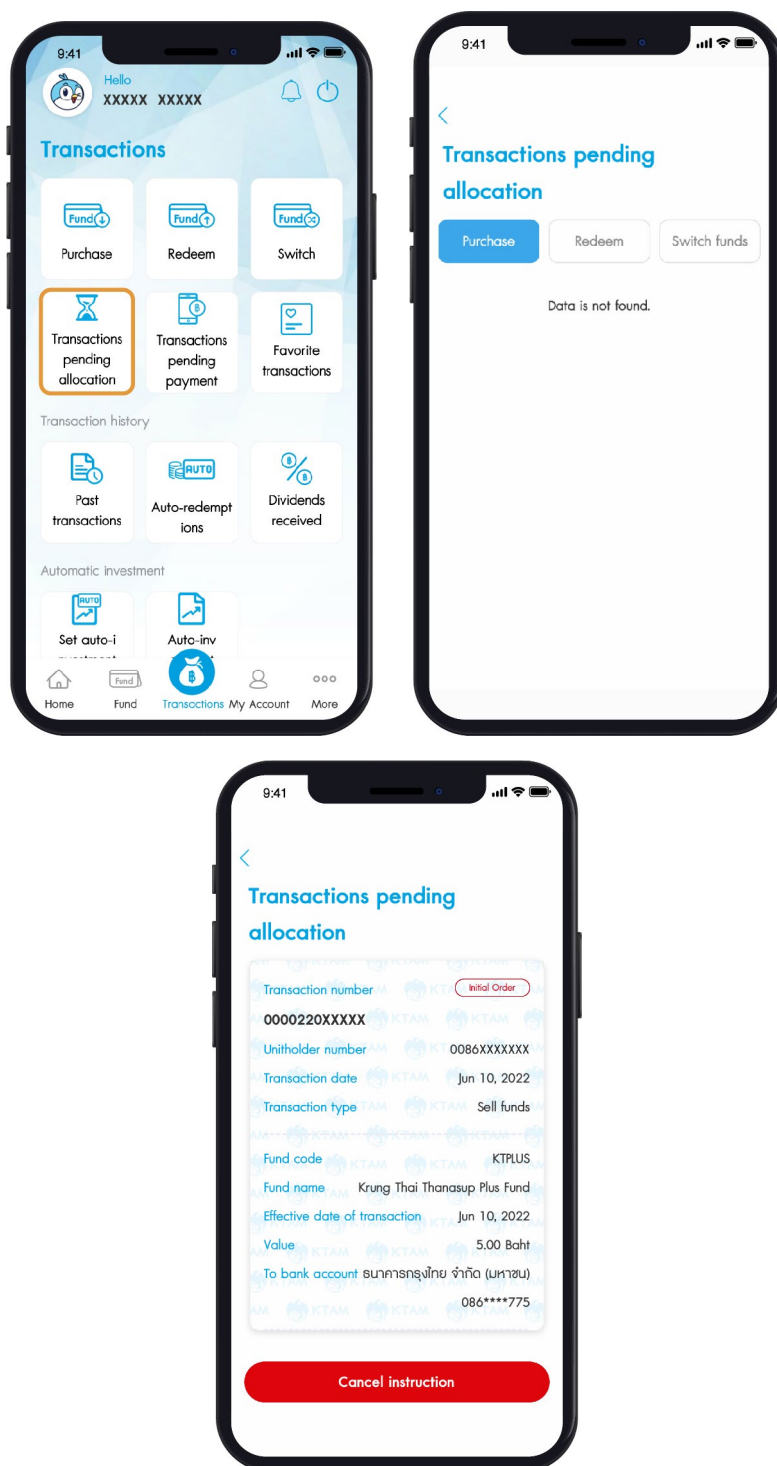 9:41
Hello
XXXXX XXXXX
Transactions
Fund
Fund
Fund
Purchase
Redeem
Switch
Transactions
pending
allocation
Transactions
pending
payment
Favorite
transactions
Transaction history
AUTO
Past
transactions
Auto-redempt
ions
Dividends
received
Automatic investment
AUTO
Set auto-i
Auto-inv
Fund
Home
Fund
Transactions
My Account
More
9:41
Transactions pending
allocation
Purchase
Redeem
Switch funds
Data is not found.
9:41
Transactions pending
allocation
Transaction number
Initial Order
0000220XXXXX
Unitholder number 0086XXXXXXX
Transaction date Jun 10, 2022
Transaction type Sell funds
Fund code KTPLUS
Fund name Krung Thai Thanasup Plus Fund
Effective date of transaction Jun 10, 2022
Value 5.00 Baht
To bank account ธนาคารกรุงไทย จำกัด (มหาชน)
086****775
KTAM
Cancel instruction